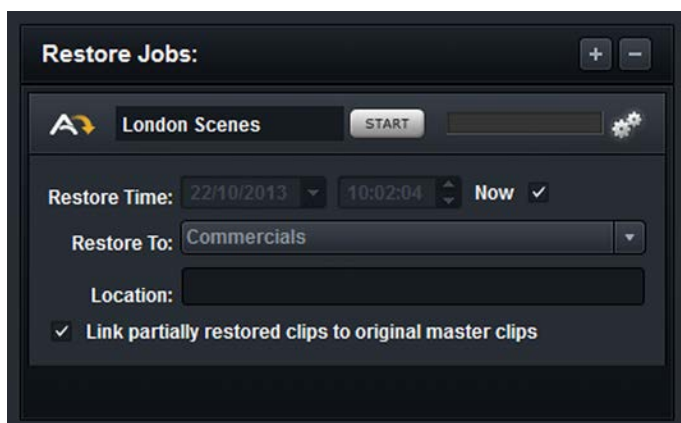 Restore Jobs: + −
London Scenes START
Restore Time: 22/10/2013 10:02:04 Now
Restore To: Commercials
Location:
Link partially restored clips to original master clips